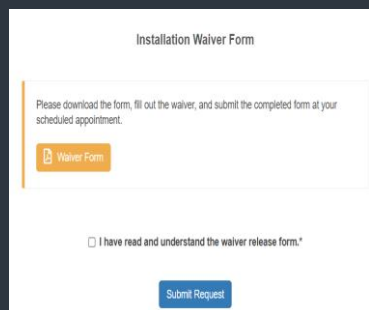 Installation Waiver Form
Please download the form, fill out the waiver, and submit the completed form at your
scheduled appointment.
Waiver Form
I have read and understand the waiver release form.*
Submit Request